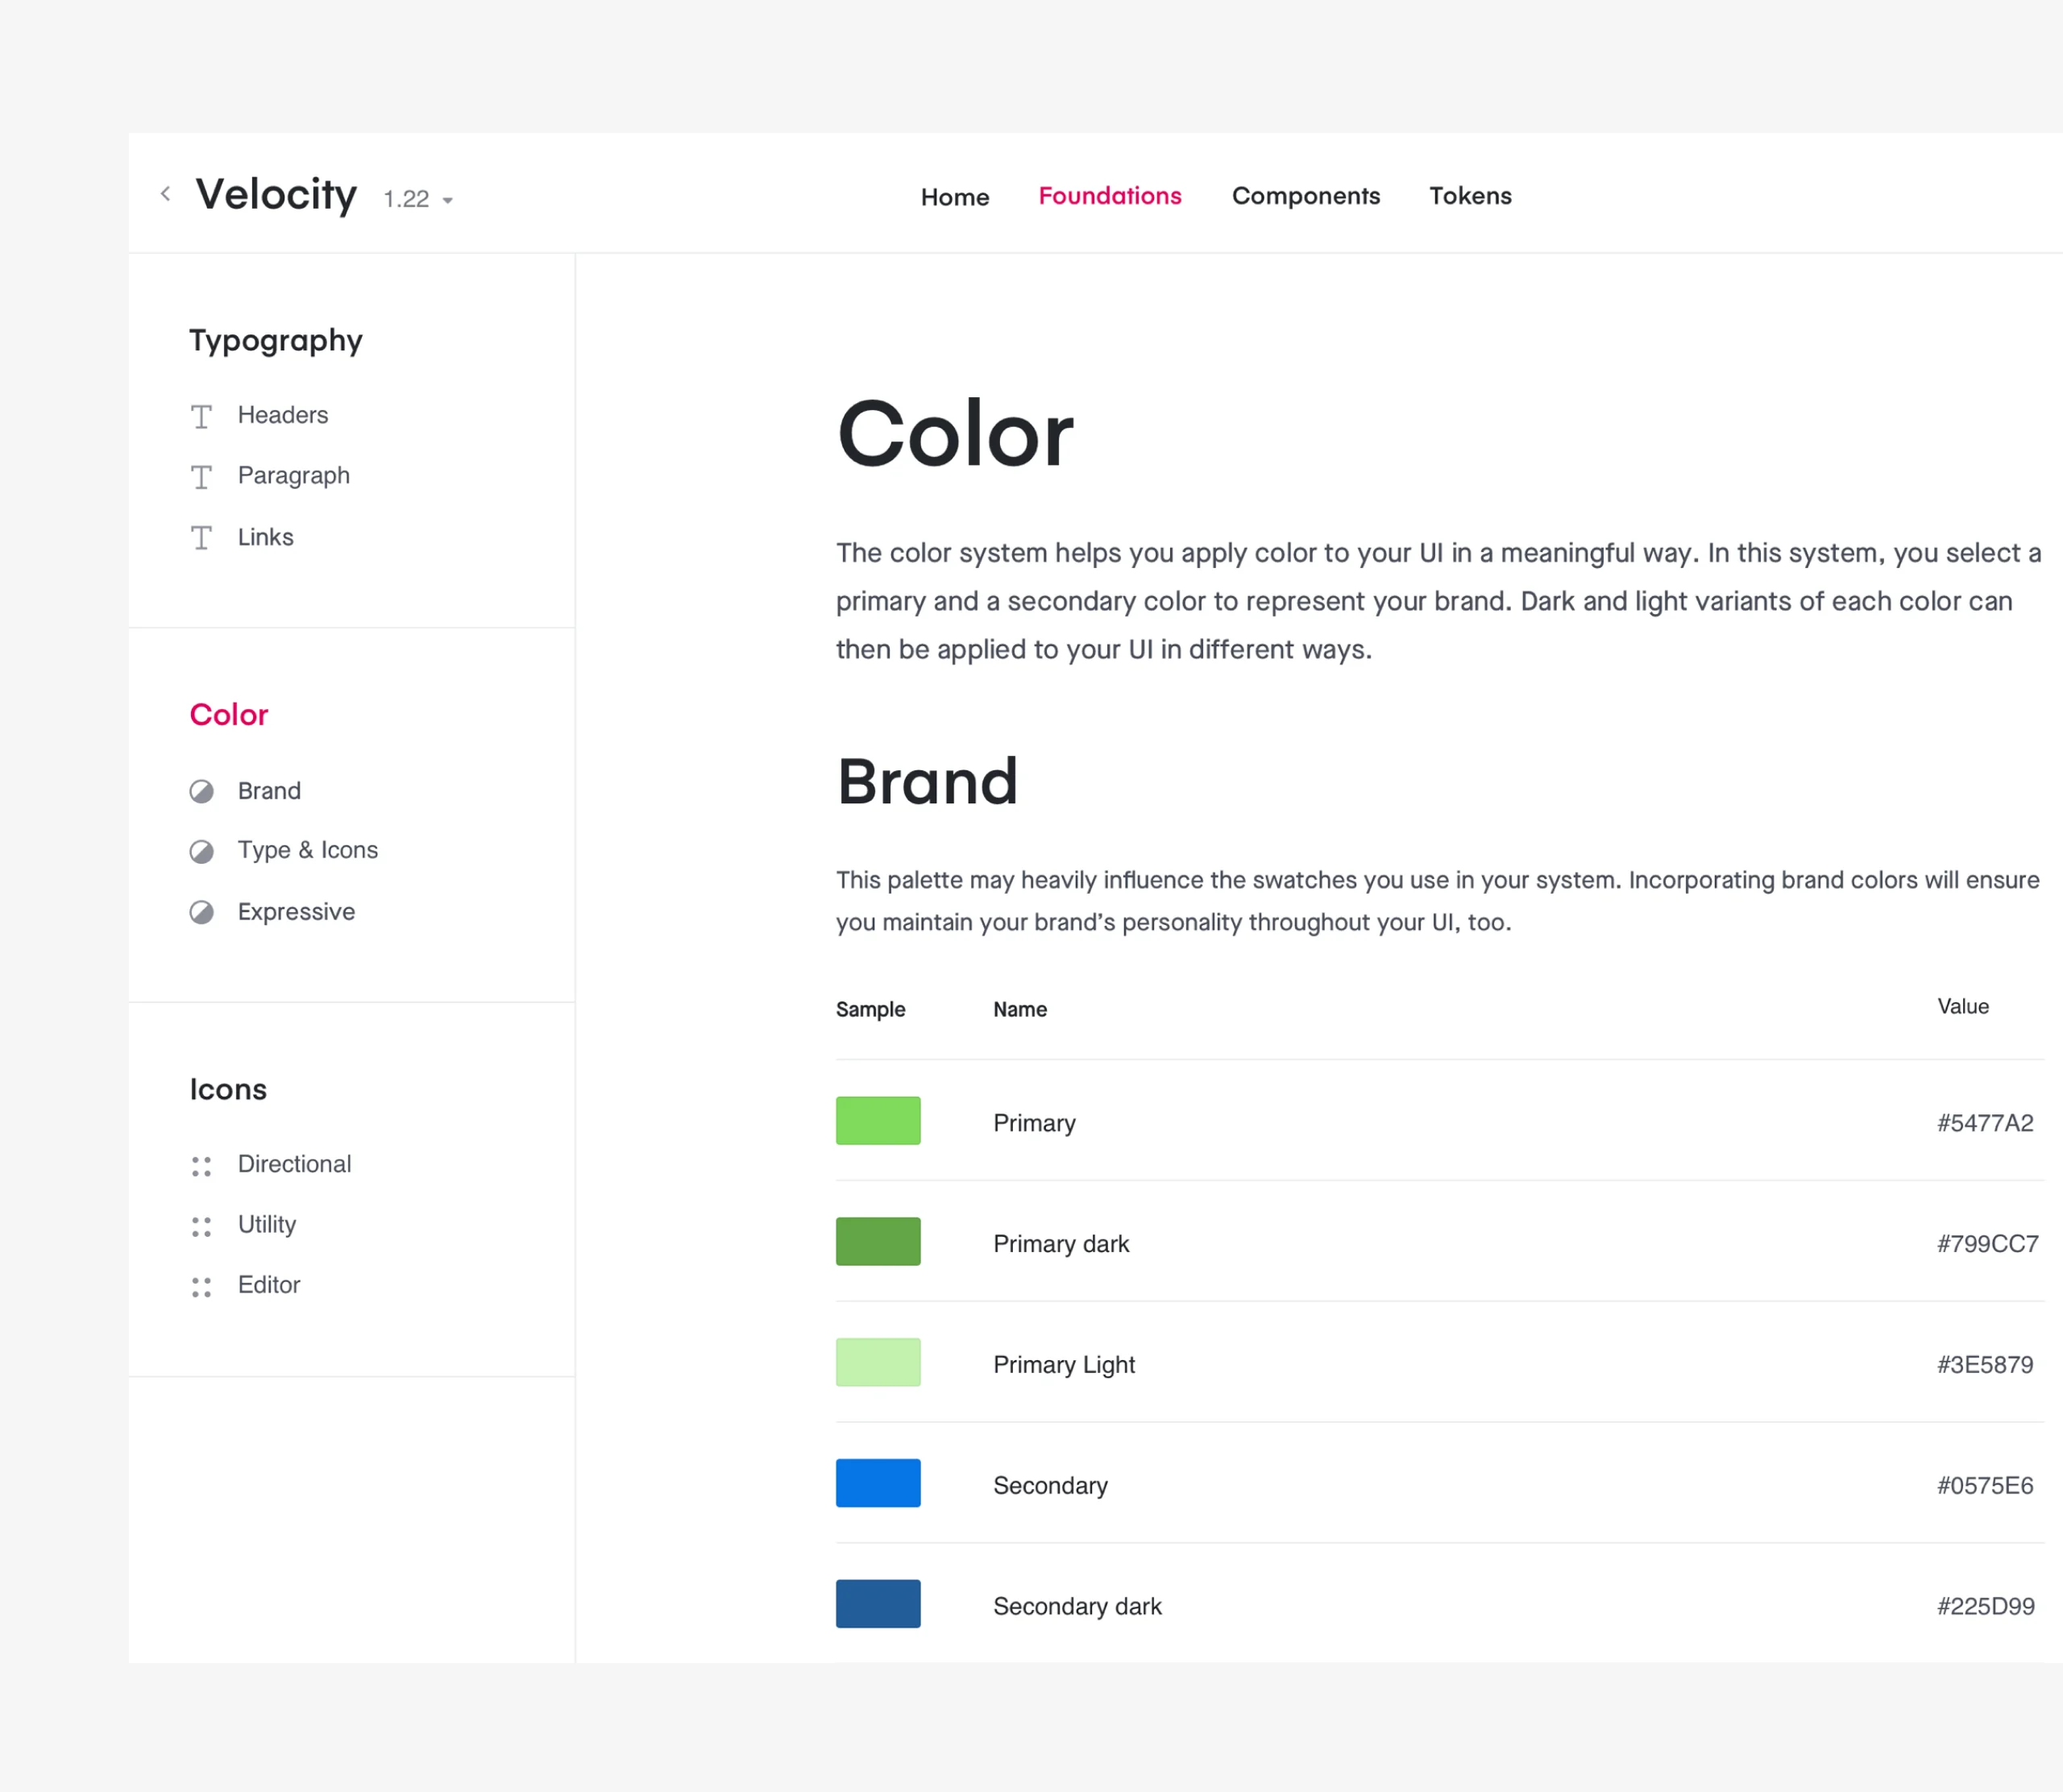 Velocity 1.22
Home Foundations Components Tokens
Typography
Headers
Paragraph
Links
Color
Brand
Type & Icons
Expressive
Icons
Directional
Utility
Editor
Color
The color system helps you apply color to your UI in a meaningful way. In this system, you select a
primary and a secondary color to represent your brand. Dark and light variants of each color can
then be applied to your UI in different ways.
Brand
This palette may heavily influence the swatches you use in your system. Incorporating brand colors will ensure
you maintain your brand’s personality throughout your UI, too.
Sample Name Value
Primary #5477A2
Primary dark #799CC7
Primary Light #3E5879
Secondary #0575E6
Secondary dark #225D99